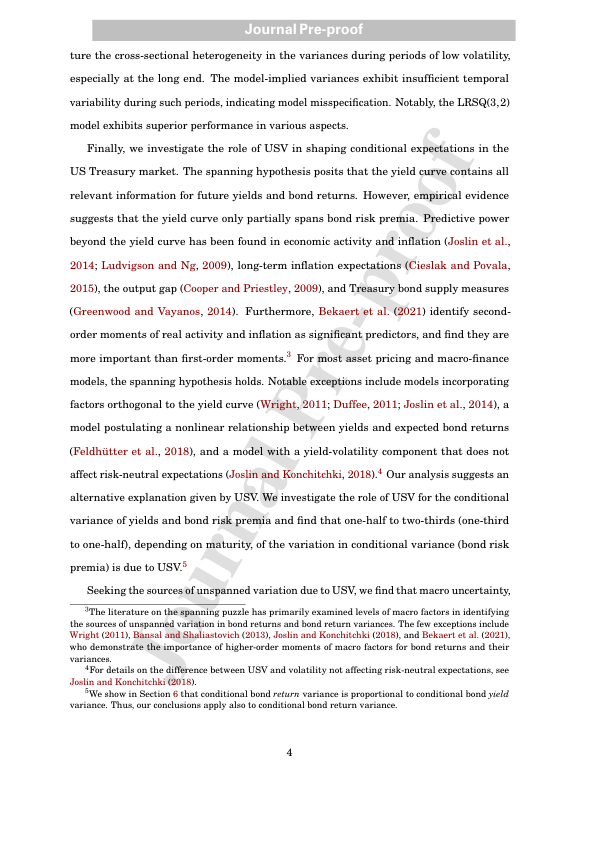 Journal Pre-proof
ture the cross-sectional heterogeneity in the variances during periods of low volatility,
especially at the long end. The model-implied variances exhibit insufficient temporal
variability during such periods, indicating model misspecification. Notably, the LRSQ(3,2)
model exhibits superior performance in various aspects.
Finally, we investigate the role of USV in shaping conditional expectations in the
US Treasury market. The spanning hypothesis posits that the yield curve contains all
relevant information for future yields and bond returns. However, empirical evidence
suggests that the yield curve only partially spans bond risk premia. Predictive power
beyond the yield curve has been found in economic activity and inflation (Joslin et al.,
2014; Ludvigson and Ng, 2009), long-term inflation expectations (Cieslak and Povala,
2015), the output gap (Cooper and Priestley, 2009), and Treasury bond supply measures
(Greenwood and Vayanos, 2014). Furthermore, Bekaert et al. (2021) identify second-
order moments of real activity and inflation as significant predictors, and find they are
more important than first-order moments.3 For most asset pricing and macro-finance
models, the spanning hypothesis holds. Notable exceptions include models incorporating
factors orthogonal to the yield curve (Wright, 2011; Duffee, 2011; Joslin et al., 2014), a
model postulating a nonlinear relationship between yields and expected bond returns
(Feldhütter et al., 2018), and a model with a yield-volatility component that does not
affect risk-neutral expectations (Joslin and Konchitchki, 2018).4 Our analysis suggests an
alternative explanation given by USV. We investigate the role of USV for the conditional
variance of yields and bond risk premia and find that one-half to two-thirds (one-third
to one-half), depending on maturity, of the variation in conditional variance (bond risk
premia) is due to USV.5
Seeking the sources of unspanned variation due to USV, we find that macro uncertainty,
3The literature on the spanning puzzle has primarily examined levels of macro factors in identifying
the sources of unspanned variation in bond returns and bond return variances. The few exceptions include
Wright (2011), Bansal and Shaliastovich (2013), Joslin and Konchitchki (2018), and Bekaert et al. (2021),
who demonstrate the importance of higher-order moments of macro factors for bond returns and their
variances.
4For details on the difference between USV and volatility not affecting risk-neutral expectations, see
Joslin and Konchitchki (2018).
5We show in Section 6 that conditional bond return variance is proportional to conditional bond yield
variance. Thus, our conclusions apply also to conditional bond return variance.
4
Journal Pre-proof